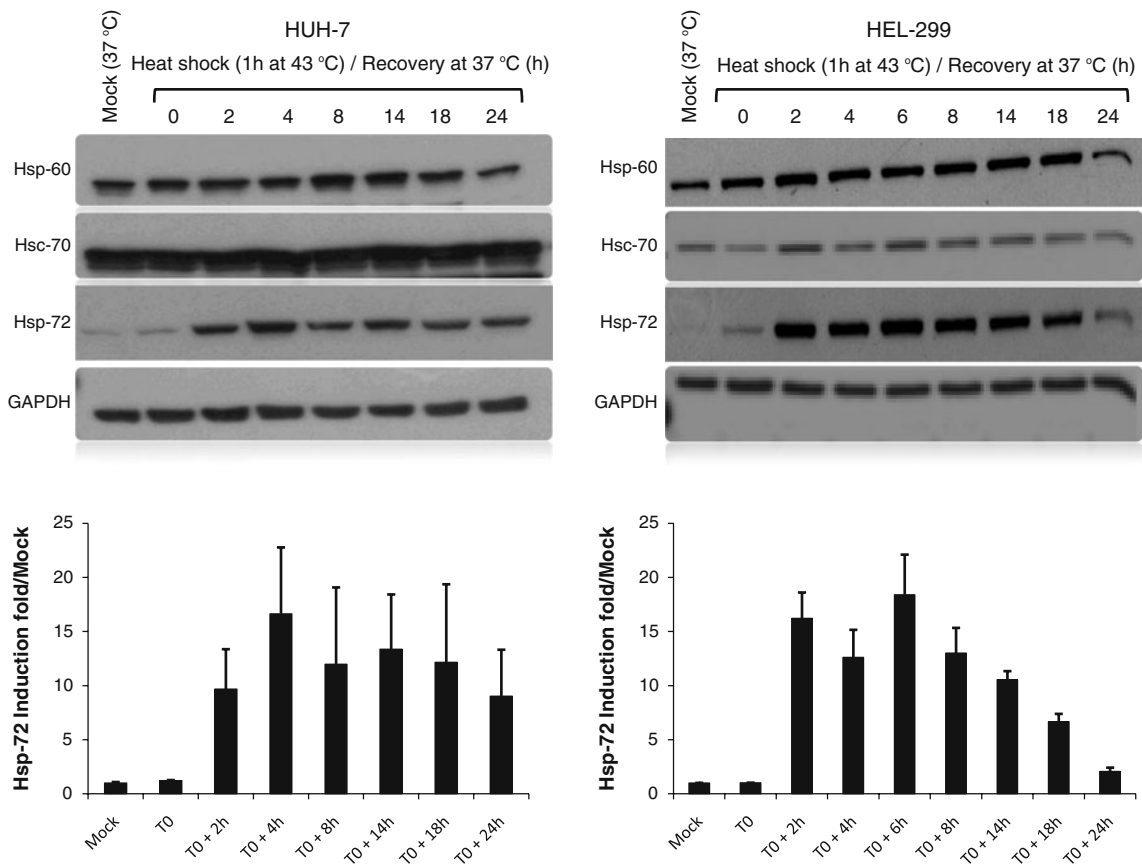 HUH-7
Mock (37 °C)
Heat shock (1h at 43 °C) / Recovery at 37 °C (h)
0 2 4 8 14 18 24
Hsp-60
Hsc-70
Hsp-72
GAPDH
HEL-299
Mock (37 °C)
Heat shock (1h at 43 °C) / Recovery at 37 °C (h)
0 2 4 6 8 14 18 24
Hsp-60
Hsc-70
Hsp-72
GAPDH
Hsp-72 Induction fold/Mock
25
20
15
10
5
0
Mock T0 T0 + 2h T0 + 4h T0 + 8h T0 + 14h T0 + 18h T0 + 24h
Hsp-72 Induction fold/Mock
25
20
15
10
5
0
Mock T0 T0 + 2h T0 + 4h T0 + 6h T0 + 8h T0 + 14h T0 + 18h T0 + 24h